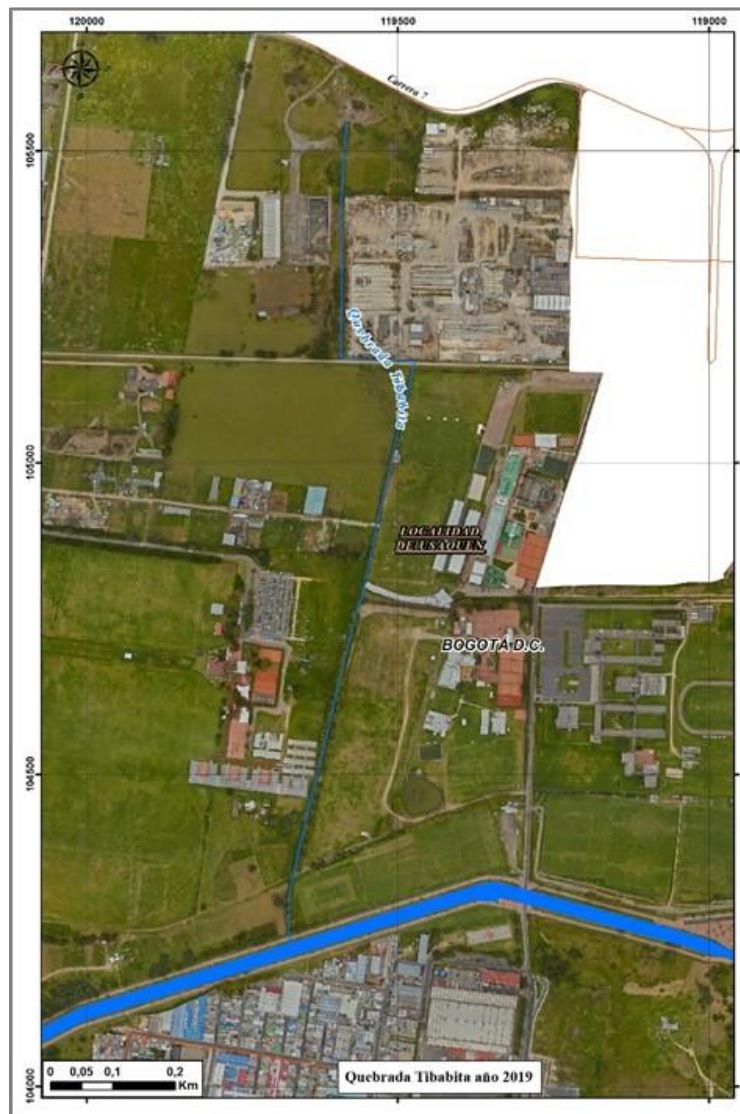 120000
119500
119000
Carrera 7
105500
Quebrada Tibabita
105000
LOCALIDAD
DE USAQUÉN
BOGOTÁ D.C.
104500
104000
0 0,05 0,1 0,2
Km
Quebrada Tibabita año 2019